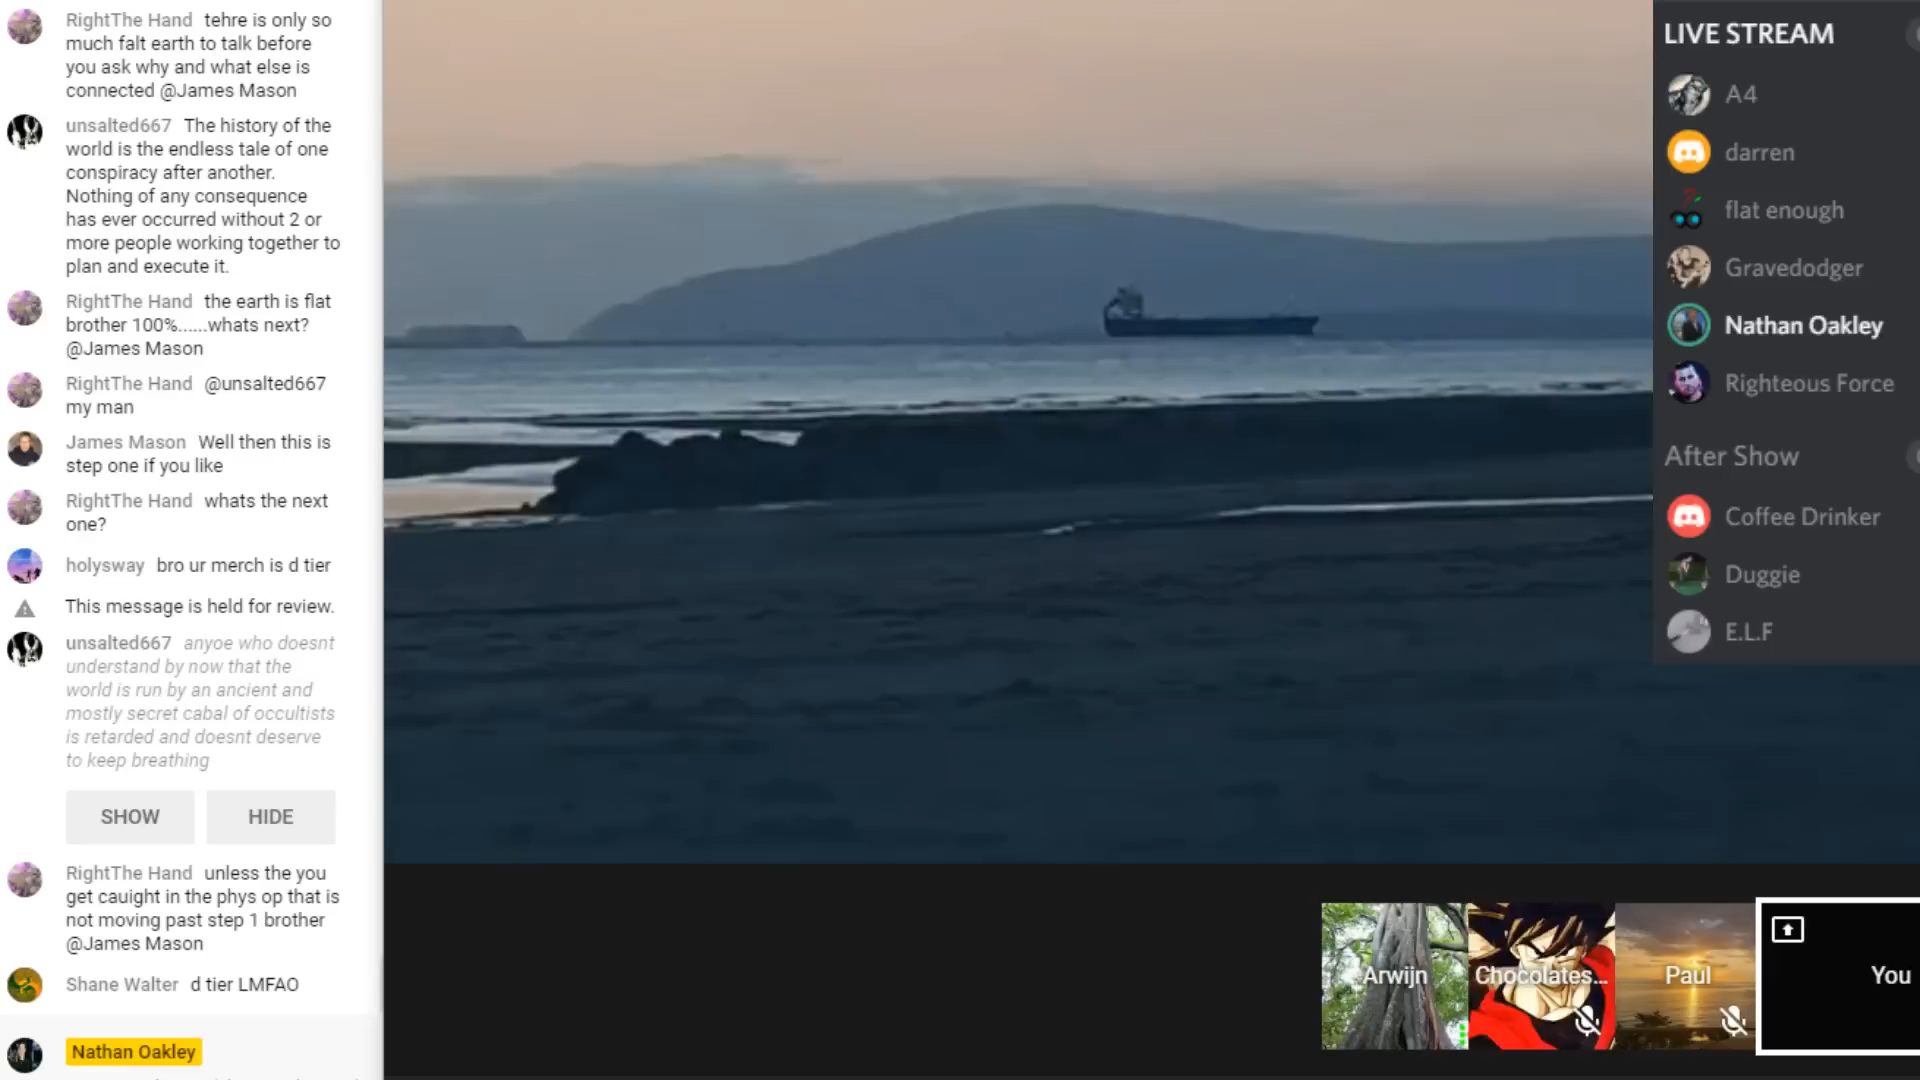 RightThe Hand tehre is only so
much falt earth to talk before
you ask why and what else is
connected @James Mason
unsalted667 The history of the
world is the endless tale of one
conspiracy after another.
Nothing of any consequence
has ever occurred without 2 or
more people working together to
plan and execute it.
RightThe Hand the earth is flat
brother 100%......whats next?
@James Mason
RightThe Hand @unsalted667
my man
James Mason Well then this is
step one if you like
RightThe Hand whats the next
one?
holysway bro ur merch is d tier
This message is held for review.
unsalted667 anyoe who doesnt
understand by now that the
world is run by an ancient and
mostly secret cabal of occultists
is retarded and doesnt deserve
to keep breathing
SHOW HIDE
RightThe Hand unless the you
get cauight in the phys op that is
not moving past step 1 brother
@James Mason
Shane Walter d tier LMFAO
Nathan Oakley
LIVE STREAM
A4
darren
flat enough
Gravedodger
Nathan Oakley
Righteous Force
After Show
Coffee Drinker
Duggie
E.L.F
Arwijn
Chocolates...
Paul
You